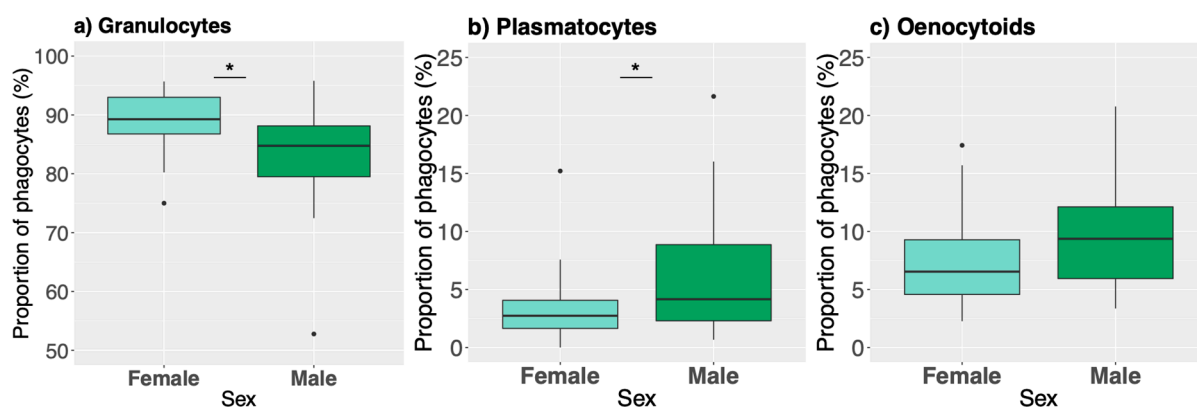 a) Granulocytes
Proportion of phagocytes (%)
100
90
80
70
60
50
*
Female
Male
Sex
b) Plasmatocytes
Proportion of phagocytes (%)
25
20
15
10
5
0
*
Female
Male
Sex
c) Oenocytoids
Proportion of phagocytes (%)
25
20
15
10
5
0
Female
Male
Sex